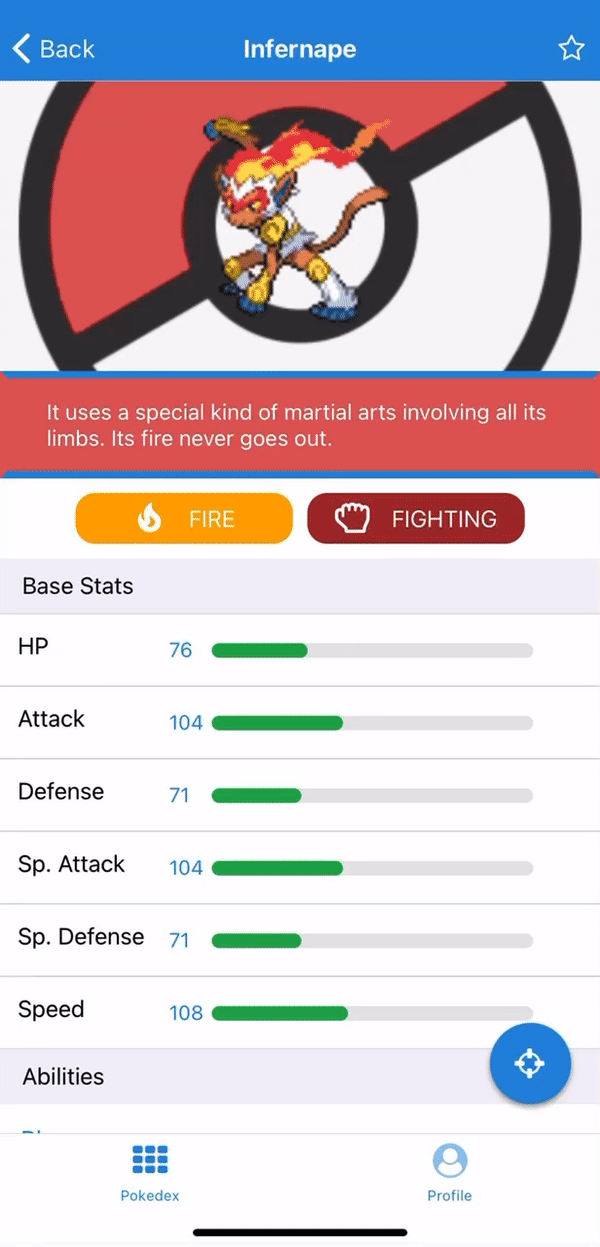 Back
Infernape
It uses a special kind of martial arts involving all its
limbs. Its fire never goes out.
FIRE
FIGHTING
Base Stats
HP 76
Attack 104
Defense 71
Sp. Attack 104
Sp. Defense 71
Speed 108
Abilities
Pokedex
Profile